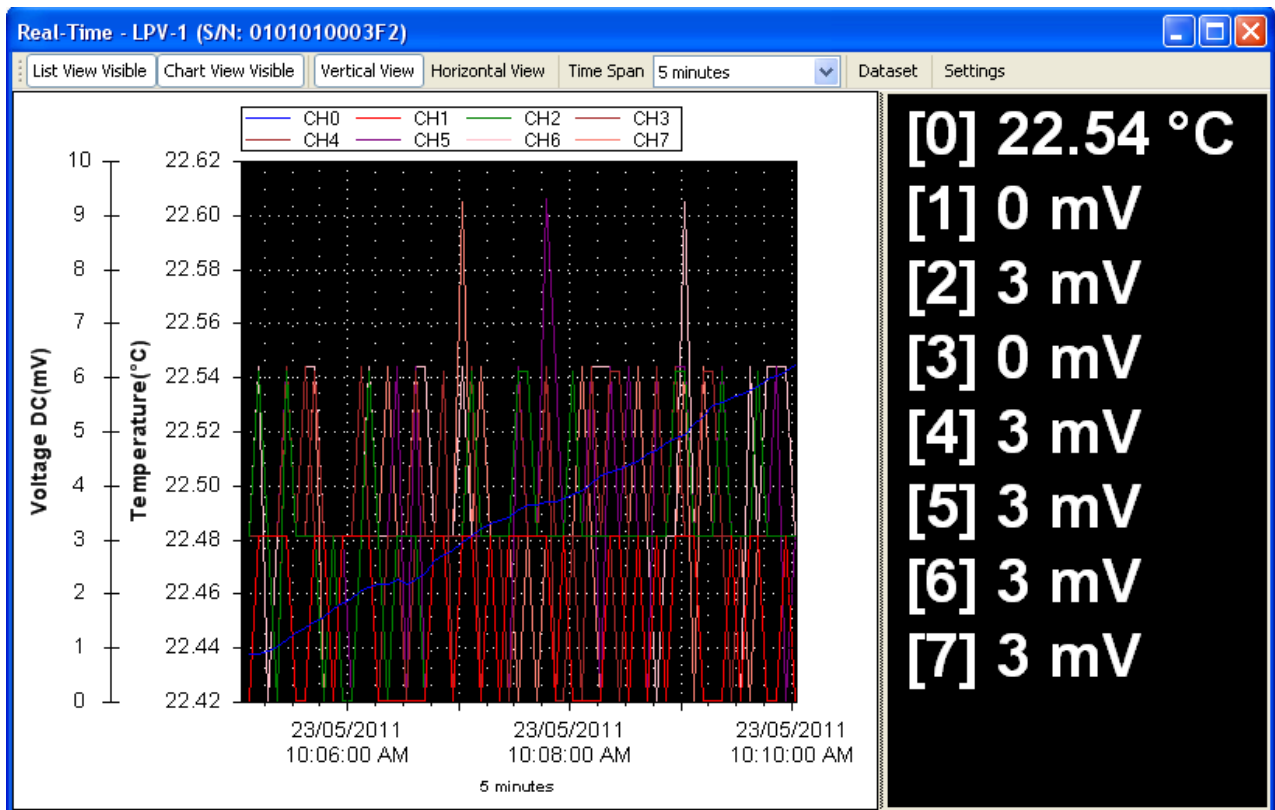 Real-Time - LPV-1 (S/N: 0101010003F2)
List View Visible Chart View Visible Vertical View Horizontal View Time Span 5 minutes Dataset Settings
CH0 CH1 CH2 CH3
CH4 CH5 CH6 CH7
Voltage DC(mV)
10
9
8
7
6
5
4
3
2
1
0
Temperature(°C)
22.62
22.60
22.58
22.56
22.54
22.52
22.50
22.48
22.46
22.44
22.42
23/05/2011 23/05/2011 23/05/2011
10:06:00 AM 10:08:00 AM 10:10:00 AM
5 minutes
[0] 22.54 °C
[1] 0 mV
[2] 3 mV
[3] 0 mV
[4] 3 mV
[5] 3 mV
[6] 3 mV
[7] 3 mV